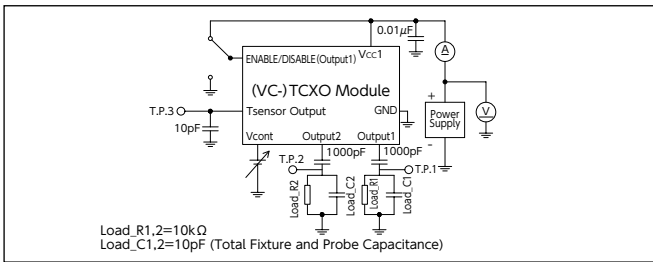 0.01μF
A
ENABLE/DISABLE(Output1) Vcc1
(VC-)TCXO Module
T.P.3
Tsensor Output
GND
+
Power
Supply
-
V
10pF
Vcont
Output2
Output1
1000pF
1000pF
T.P.2
T.P.1
Load_R2
Load_C2
Load_R1
Load_C1
Load_R1,2=10kΩ
Load_C1,2=10pF (Total Fixture and Probe Capacitance)